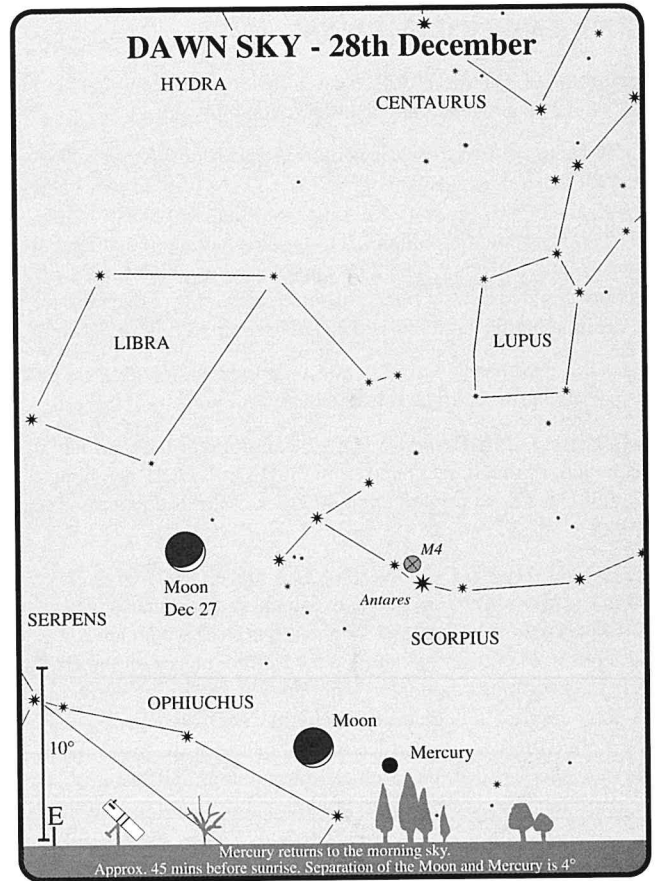 DAWN SKY - 28th December
HYDRA
CENTAURUS
LIBRA
LUPUS
M4
Antares
Moon
Dec 27
SERPENS
SCORPIUS
OPHIUCHUS
Moon
10°
Mercury
E
Mercury returns to the morning sky.
Approx. 45 mins before sunrise. Separation of the Moon and Mercury is 4°